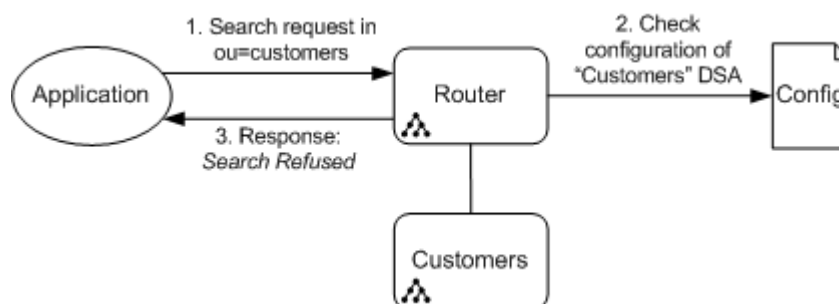 1. Search request in
ou=customers
2. Check
configuration of
“Customers” DSA
Application
Router
Config
3. Response:
Search Refused
Customers